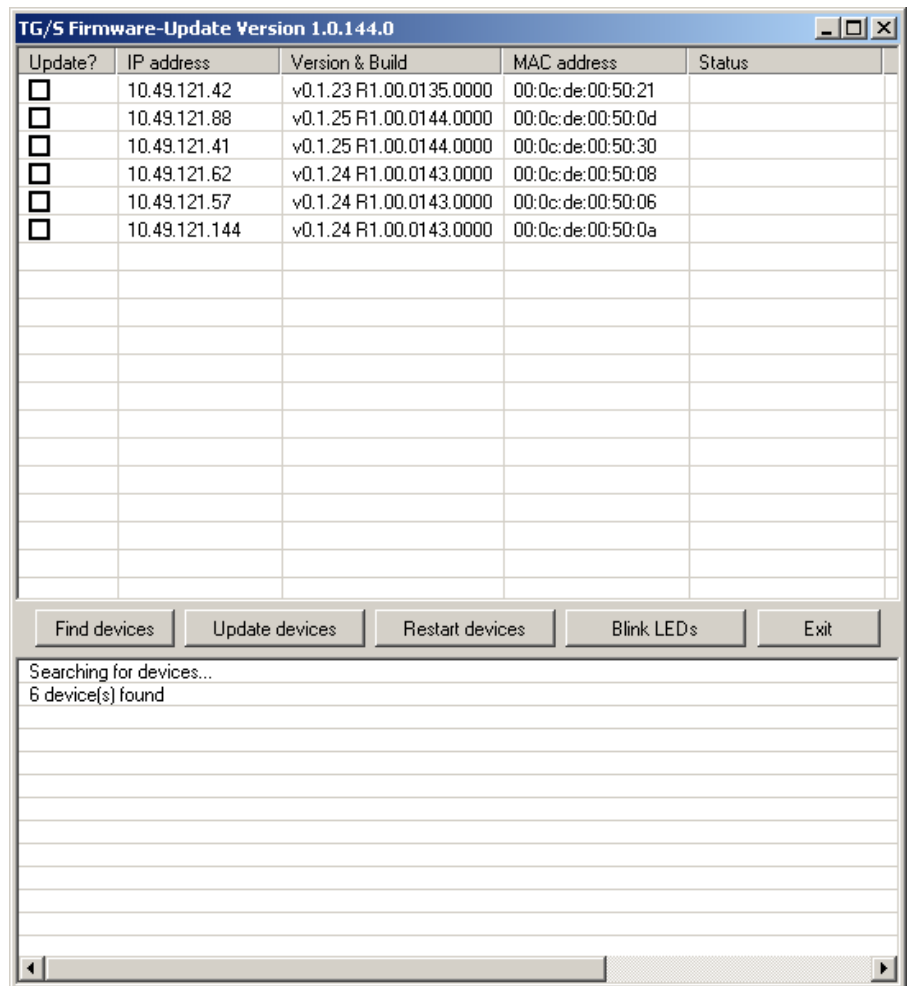 TG/S Firmware-Update Version 1.0.144.0
Update? IP address Version & Build MAC address Status
10.49.121.42 v0.1.23 R1.00.0135.0000 00:0c:de:00:50:21
10.49.121.88 v0.1.25 R1.00.0144.0000 00:0c:de:00:50:0d
10.49.121.41 v0.1.25 R1.00.0144.0000 00:0c:de:00:50:30
10.49.121.62 v0.1.24 R1.00.0143.0000 00:0c:de:00:50:08
10.49.121.57 v0.1.24 R1.00.0143.0000 00:0c:de:00:50:06
10.49.121.144 v0.1.24 R1.00.0143.0000 00:0c:de:00:50:0a
Find devices Update devices Restart devices Blink LEDs Exit
Searching for devices...
6 device(s) found